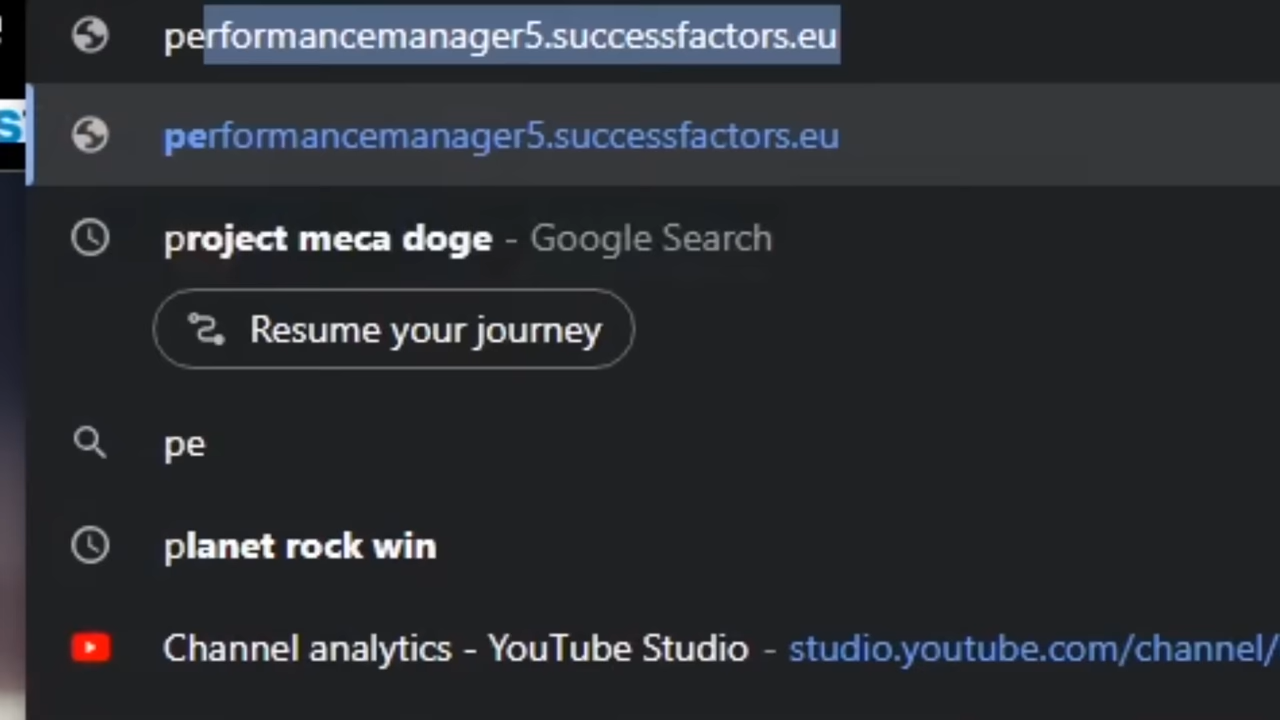 performancemanager5.successfactors.eu
performancemanager5.successfactors.eu
project meca doge - Google Search
Resume your journey
pe
planet rock win
Channel analytics - YouTube Studio - studio.youtube.com/channel/